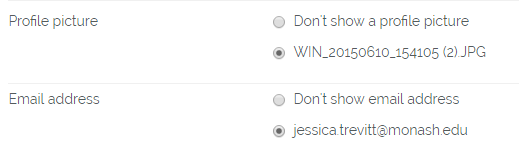 Profile picture Don't show a profile picture
WIN_20150610_154105 (2).JPG
Email address Don't show email address
jessica.trevitt@monash.edu